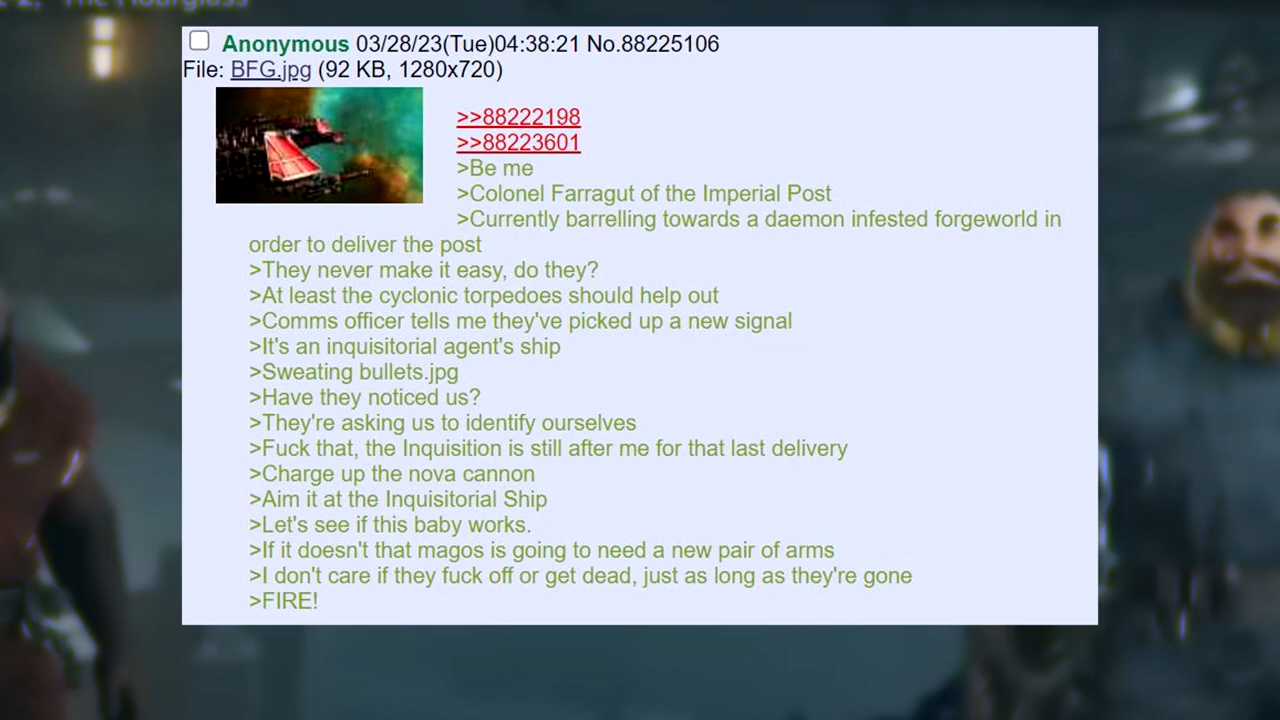 "The Hourglass"
Anonymous 03/28/23(Tue)04:38:21 No.88225106
File: BFG.jpg (92 KB, 1280x720)
>>88222198
>>88223601
>Be me
>Colonel Farragut of the Imperial Post
>Currently barrelling towards a daemon infested forgeworld in
order to deliver the post
>They never make it easy, do they?
>At least the cyclonic torpedoes should help out
>Comms officer tells me they've picked up a new signal
>It's an inquisitorial agent's ship
>Sweating bullets.jpg
>Have they noticed us?
>They're asking us to identify ourselves
>Fuck that, the Inquisition is still after me for that last delivery
>Charge up the nova cannon
>Aim it at the Inquisitorial Ship
>Let's see if this baby works.
>If it doesn't that magos is going to need a new pair of arms
>I don't care if they fuck off or get dead, just as long as they're gone
>FIRE!